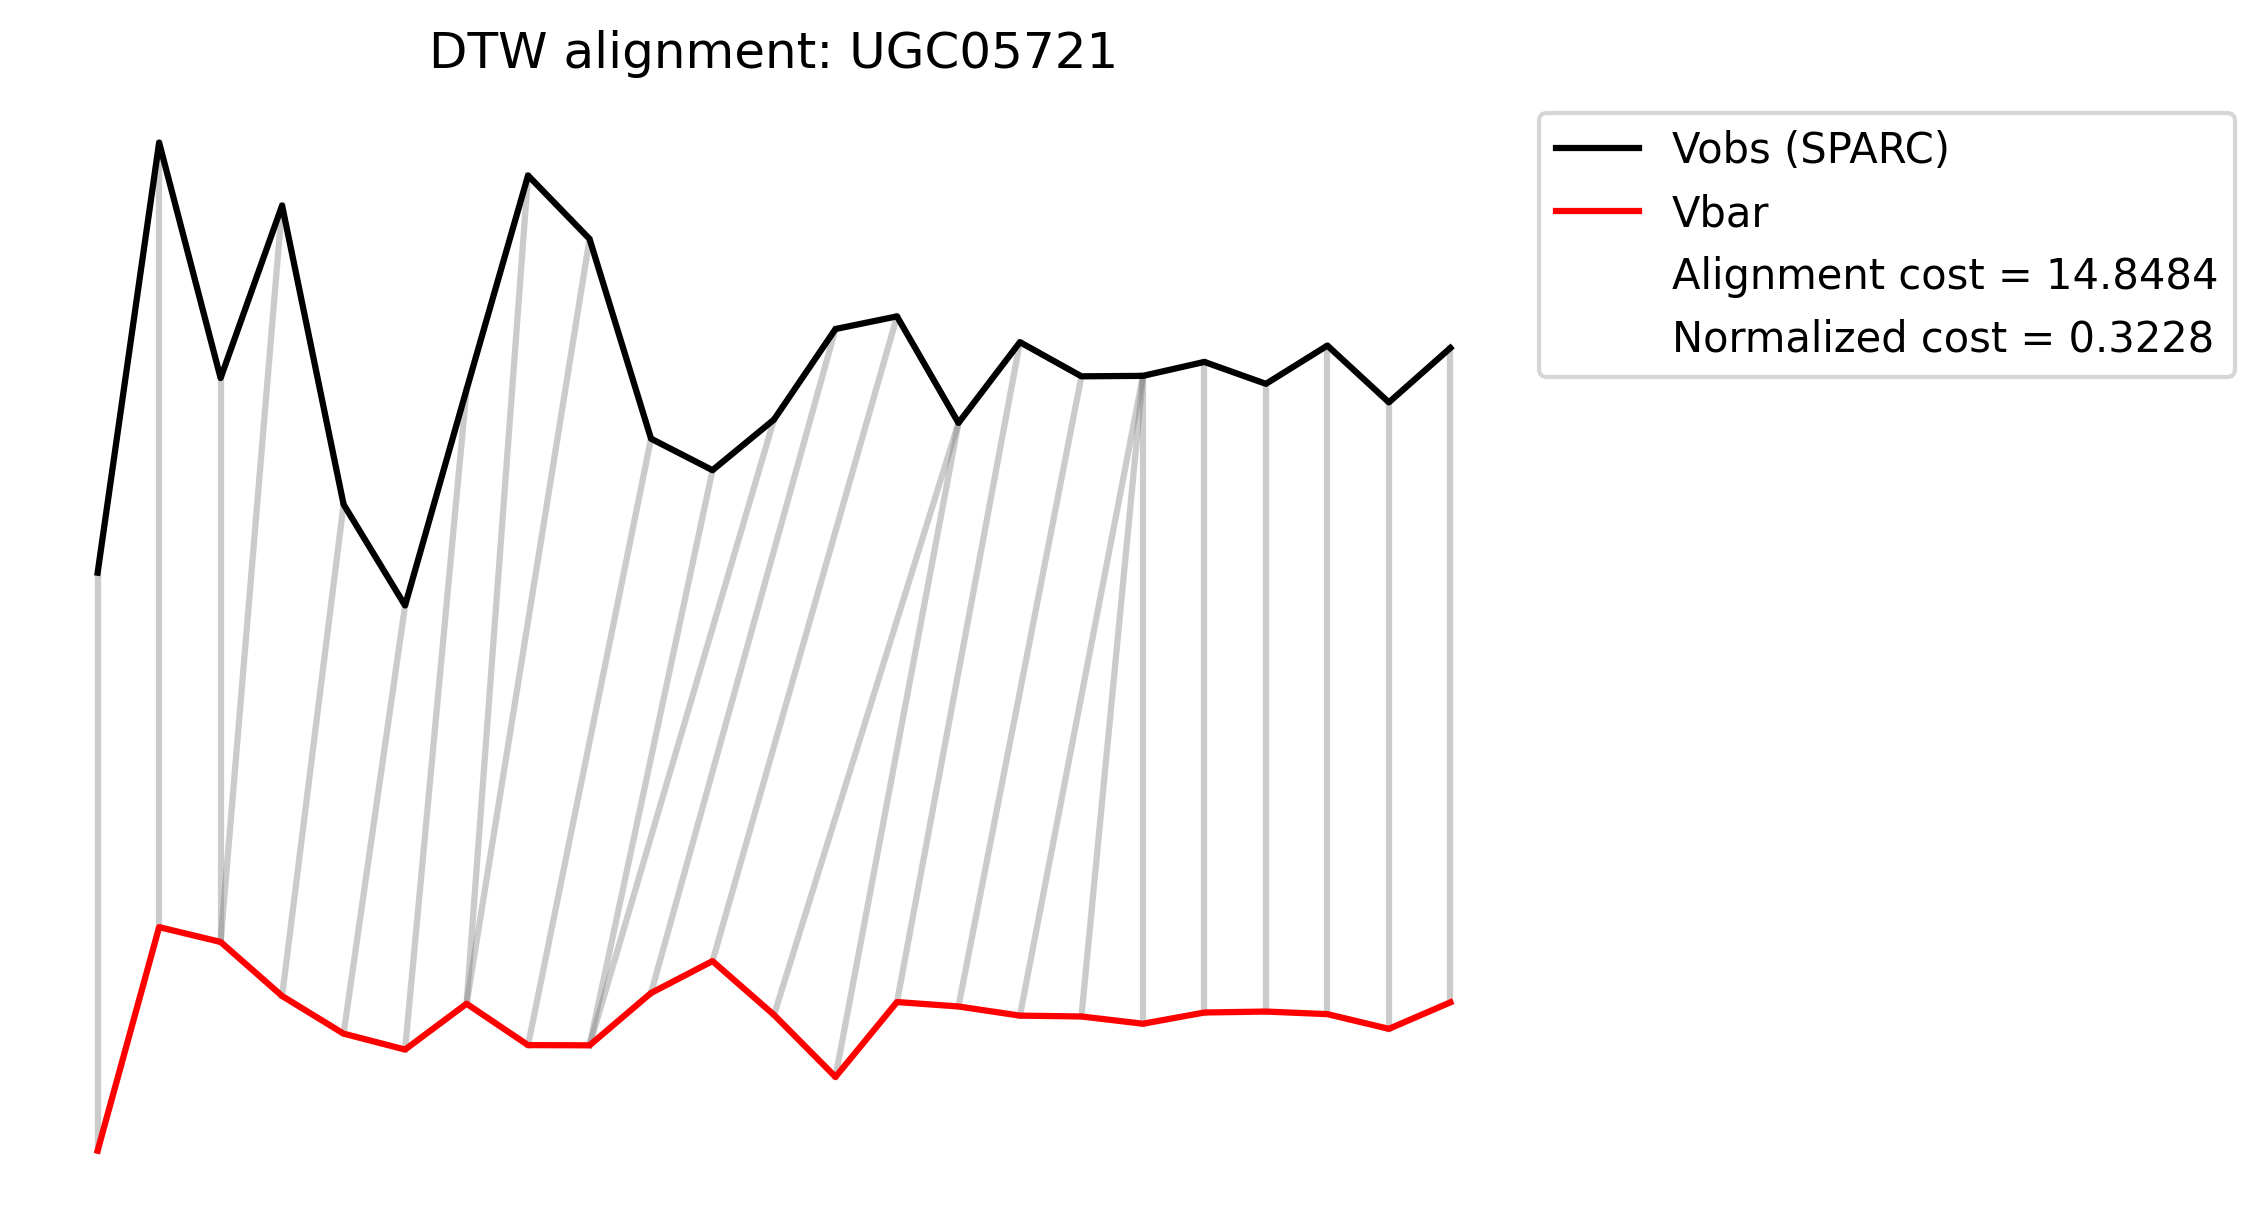 DTW alignment: UGC05721
Vobs (SPARC)
Vbar
Alignment cost = 14.8484
Normalized cost = 0.3228